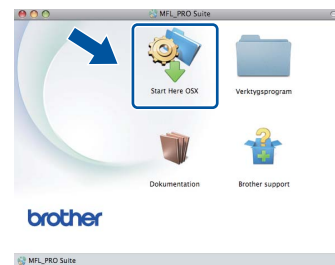 MFL_PRO Suite
Start Here OSX
Verktygsprogram
Dokumentation
Brother support
brother
MFL_PRO Suite